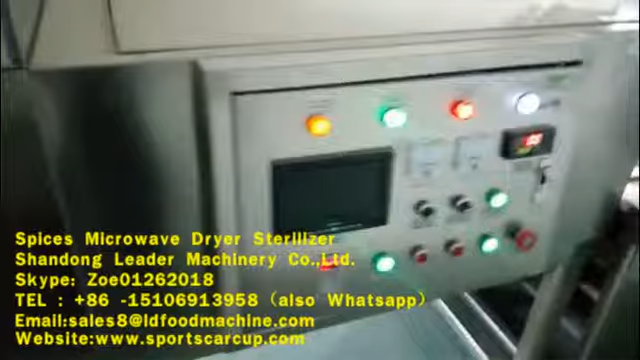 Spices Microwave Dryer Sterilizer
Shandong Leader Machinery Co.,Ltd.
Skype: Zoe01262018
TEL : +86 -15106913958 (also Whatsapp)
Email:sales8@ldfoodmachine.com
Website:www.sportscarcup.com